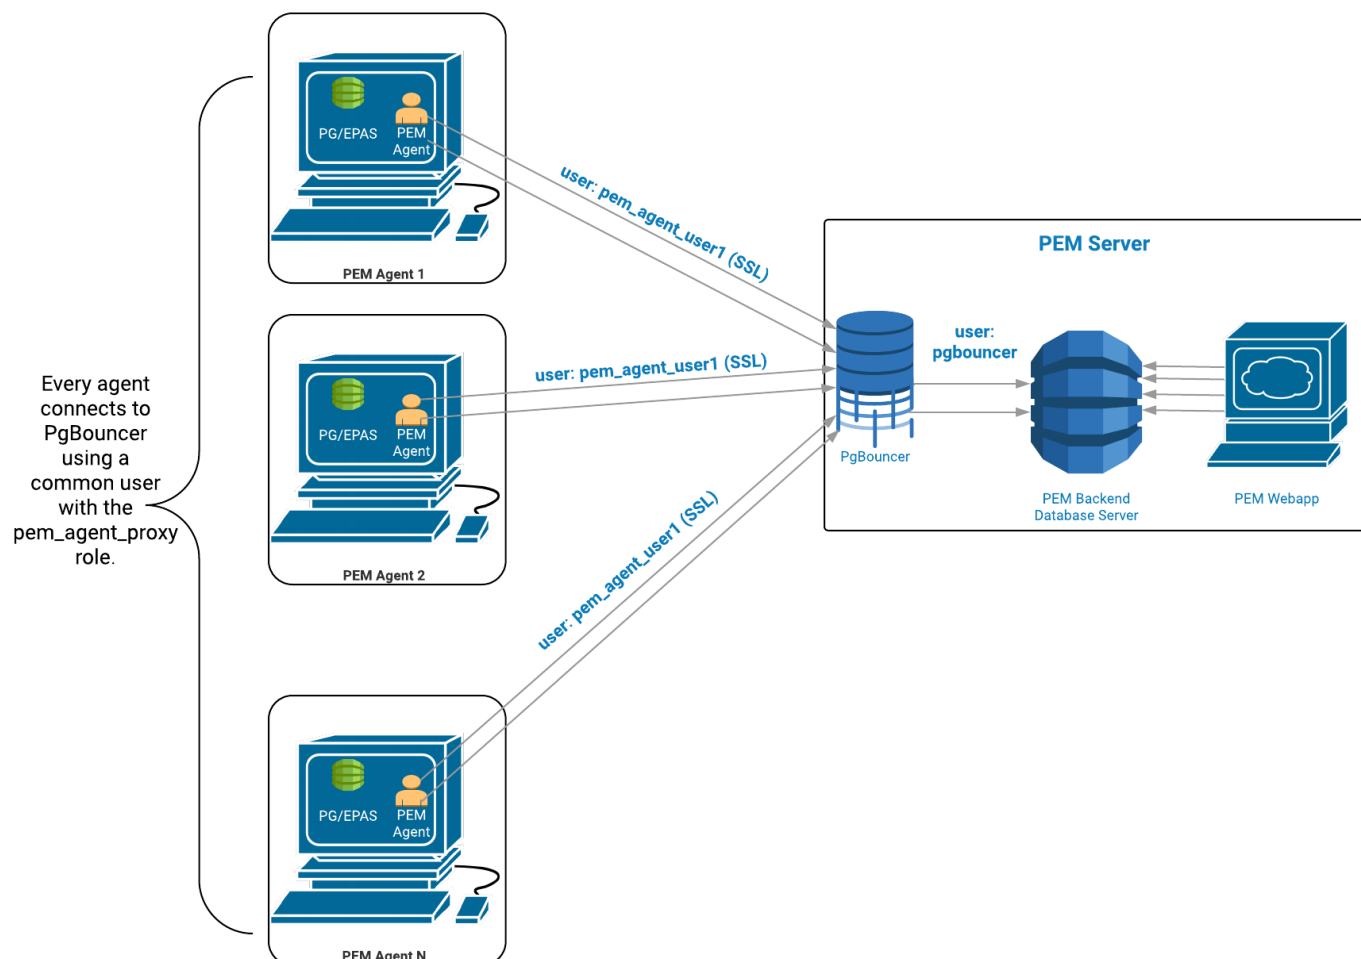 Every agent
connects to
PgBouncer
using a
common user
with the
pem_agent_proxy
role.
PG/EPAS
PEM
Agent
PEM Agent 1
user: pem_agent_user1 (SSL)
PG/EPAS
PEM
Agent
PEM Agent 2
user: pem_agent_user1 (SSL)
PG/EPAS
PEM
Agent
PEM Agent N
user: pem_agent_user1 (SSL)
PEM Server
PgBouncer
user:
pgbouncer
PEM Backend
Database Server
PEM Webapp